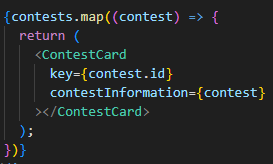 {contests.map((contest) => {
  return (
    <ContestCard
      key={contest.id}
      contestInformation={contest}
    ></ContestCard>
  );
})}